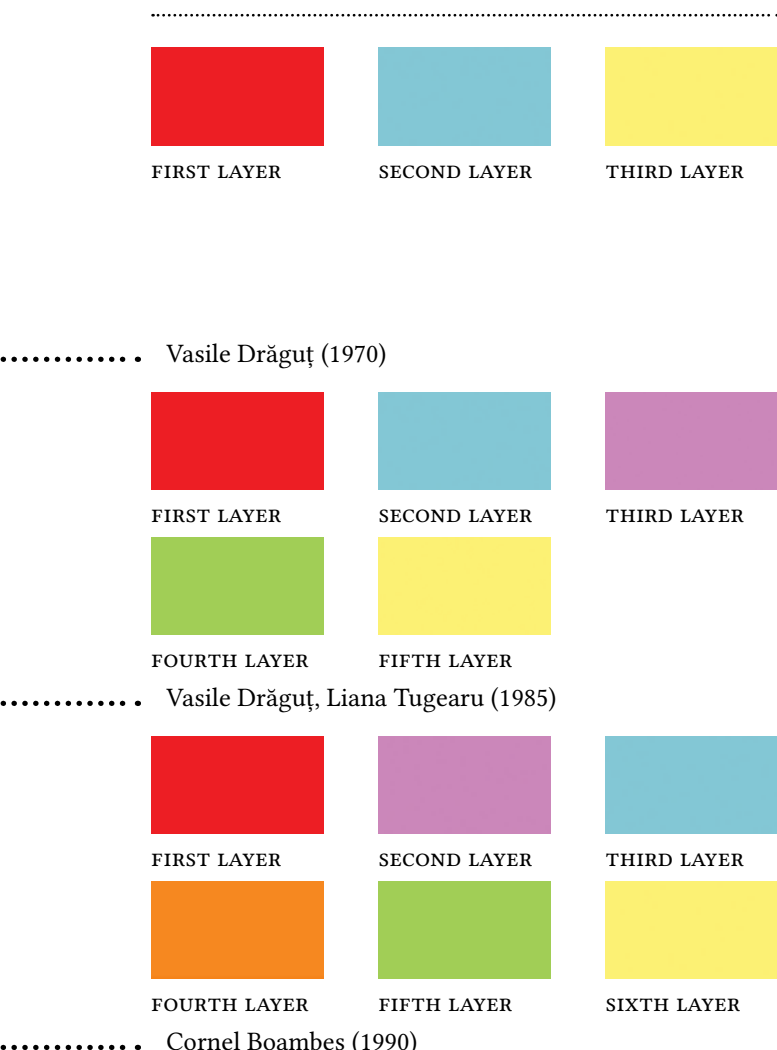 FIRST LAYER SECOND LAYER THIRD LAYER
Vasile Drăguț (1970)
FIRST LAYER SECOND LAYER THIRD LAYER
FOURTH LAYER FIFTH LAYER
Vasile Drăguț, Liana Tugearu (1985)
FIRST LAYER SECOND LAYER THIRD LAYER
FOURTH LAYER FIFTH LAYER SIXTH LAYER
Cornel Boambeș (1990)